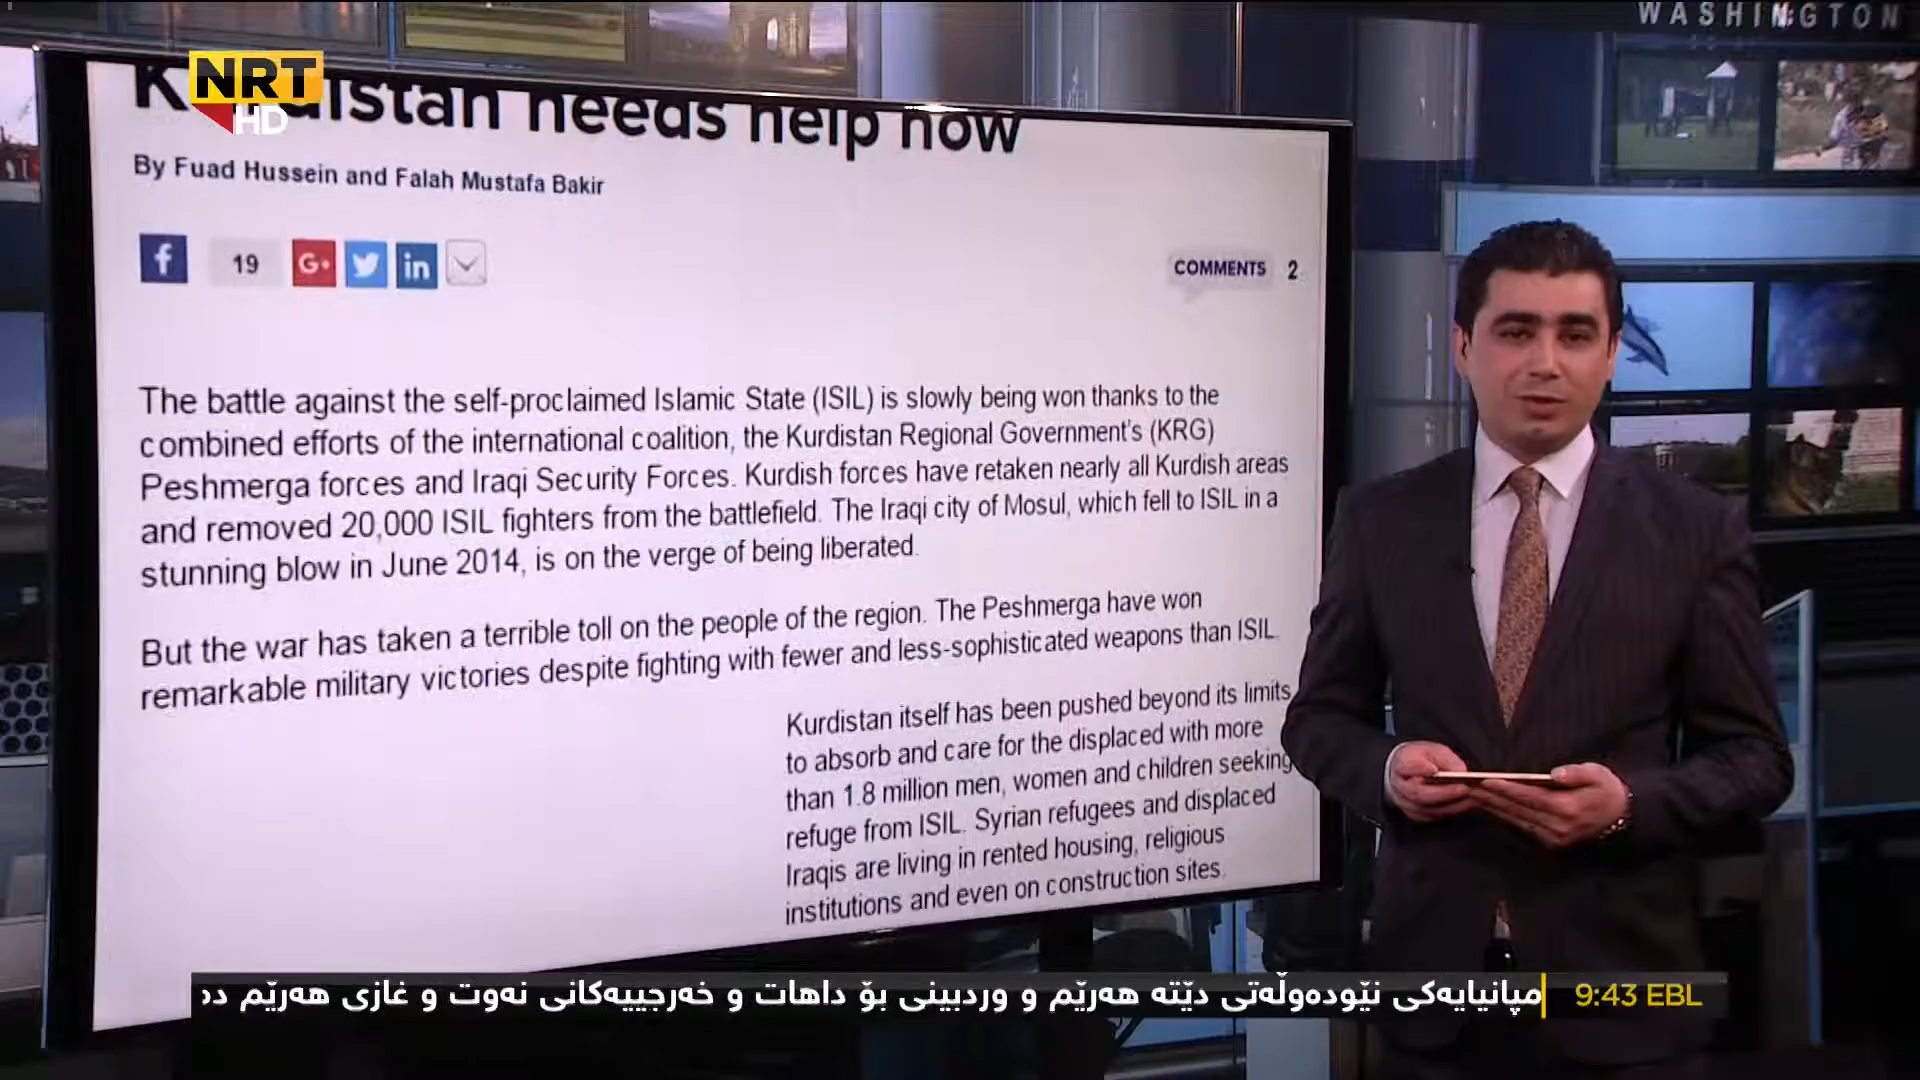 WASHINGTON
NRT
HD
needs help now
By Fuad Hussein and Falah Mustafa Bakir
f 19 G+ in
COMMENTS 2
The battle against the self-proclaimed Islamic State (ISIL) is slowly being won thanks to the
combined efforts of the international coalition, the Kurdistan Regional Government's (KRG)
Peshmerga forces and Iraqi Security Forces. Kurdish forces have retaken nearly all Kurdish areas
and removed 20,000 ISIL fighters from the battlefield. The Iraqi city of Mosul, which fell to ISIL in a
stunning blow in June 2014, is on the verge of being liberated.
But the war has taken a terrible toll on the people of the region. The Peshmerga have won
remarkable military victories despite fighting with fewer and less-sophisticated weapons than ISIL.
Kurdistan itself has been pushed beyond its limits
to absorb and care for the displaced with more
than 1.8 million men, women and children seeking
refuge from ISIL. Syrian refugees and displaced
Iraqis are living in rented housing, religious
institutions and even on construction sites.
مپانیایەکی نێودەوڵەتی دێتە هەرێم و وردبینی بۆ داهات و خەرجییەکانی نەوت و غازی هەرێم دە
9:43 EBL